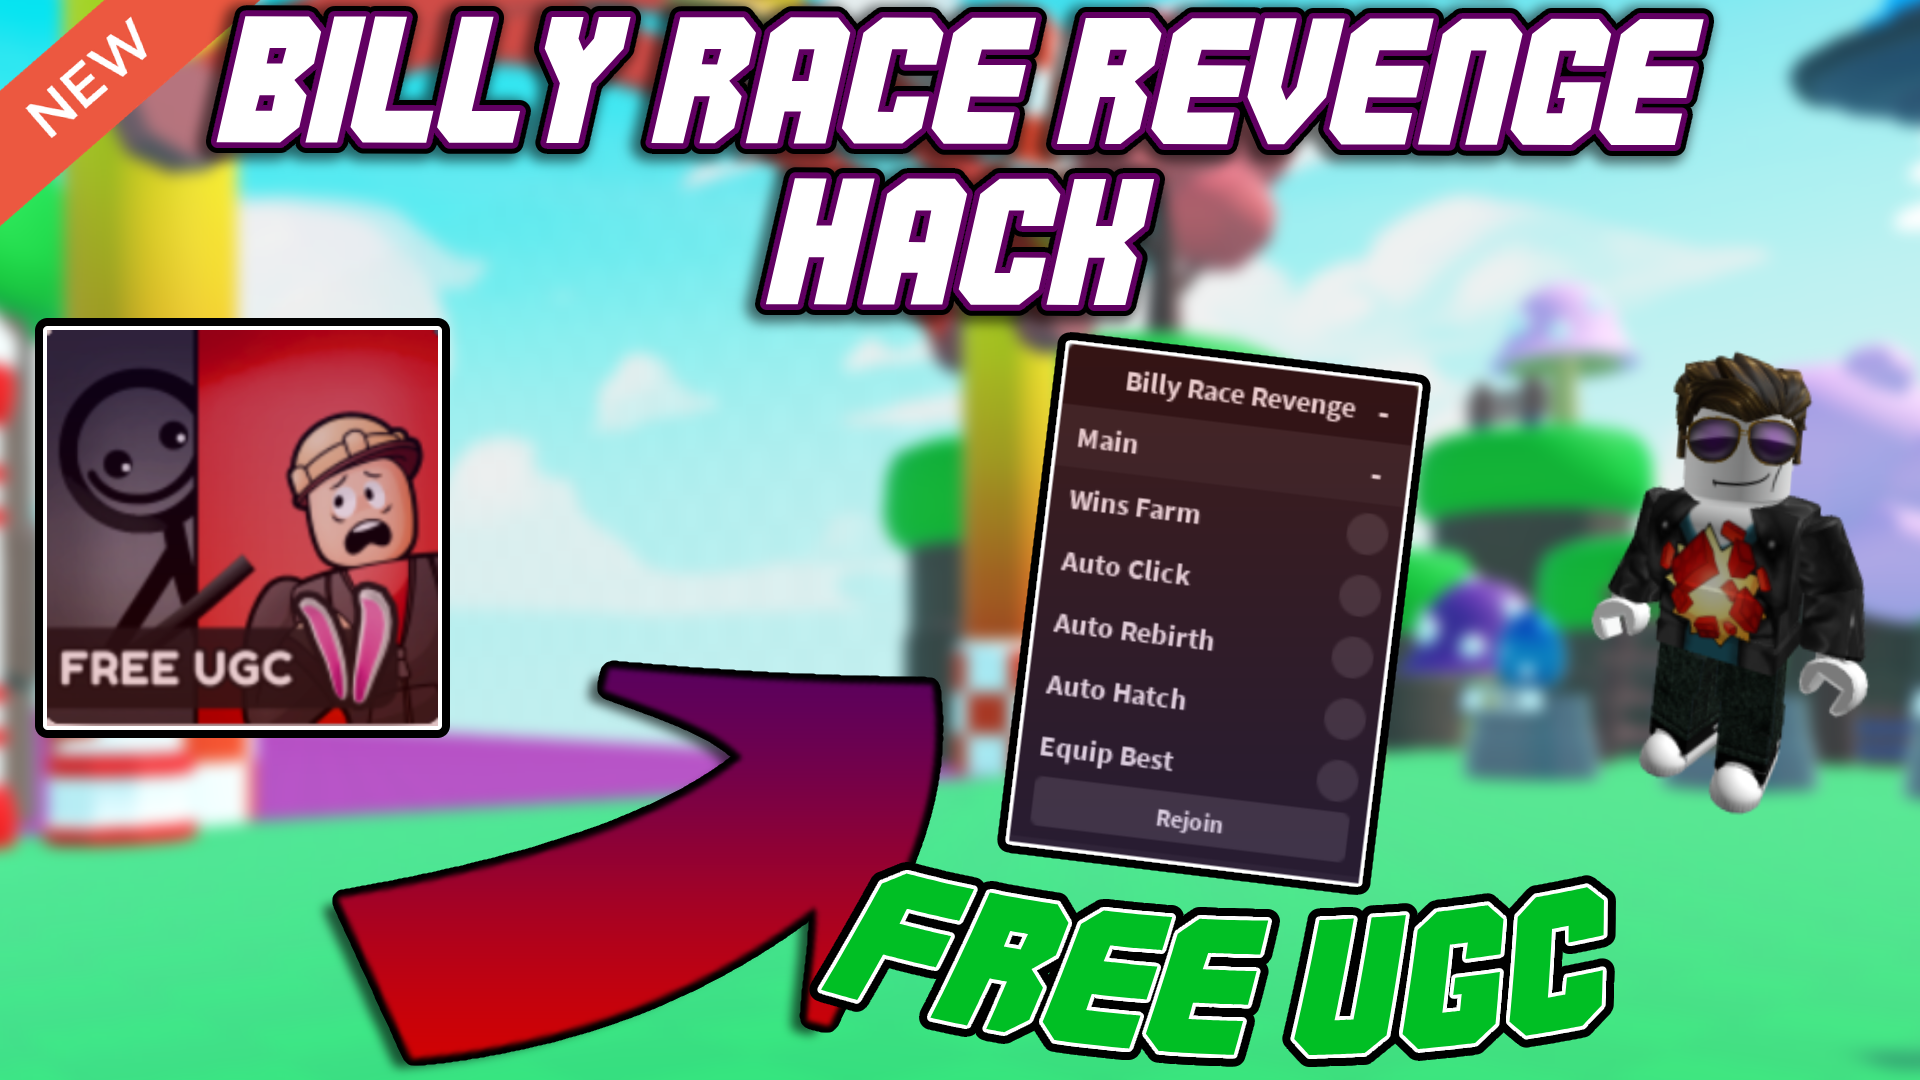 NEW
BILLY RACE REVENGE
HACK
FREE UGC
Billy Race Revenge -
Main
-
Wins Farm
Auto Click
Auto Rebirth
Auto Hatch
Equip Best
Rejoin
FREE UGC